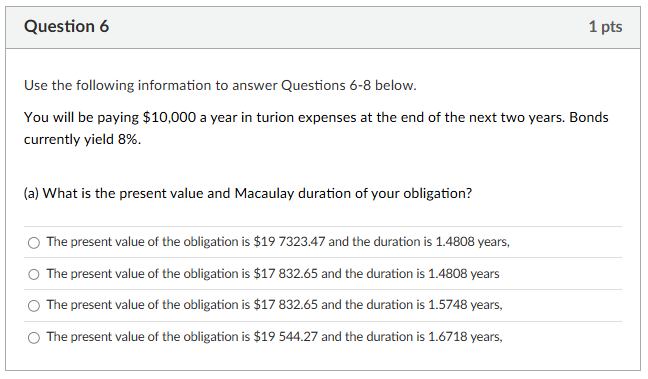 Question 6
1 pts
Use the following information to answer Questions 6-8 below.
You will be paying $10,000 a year in turion expenses at the end of the next two years. Bonds
currently yield 8%.
(a) What is the present value and Macaulay duration of your obligation?
The present value of the obligation is $19 7323.47 and the duration is 1.4808 years,
The present value of the obligation is $17 832.65 and the duration is 1.4808 years
The present value of the obligation is $17 832.65 and the duration is 1.5748 years,
The present value of the obligation is $19 544.27 and the duration is 1.6718 years,